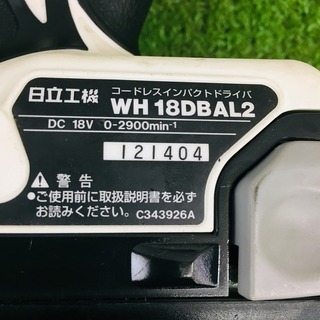 コードレスインパクトドライバ
日立工機 WH 18DBAL2
DC 18V 0-2900min⁻¹
121404
⚠ 警告
●ご使用前に取扱説明書を必ず
お読みください。 C343926A